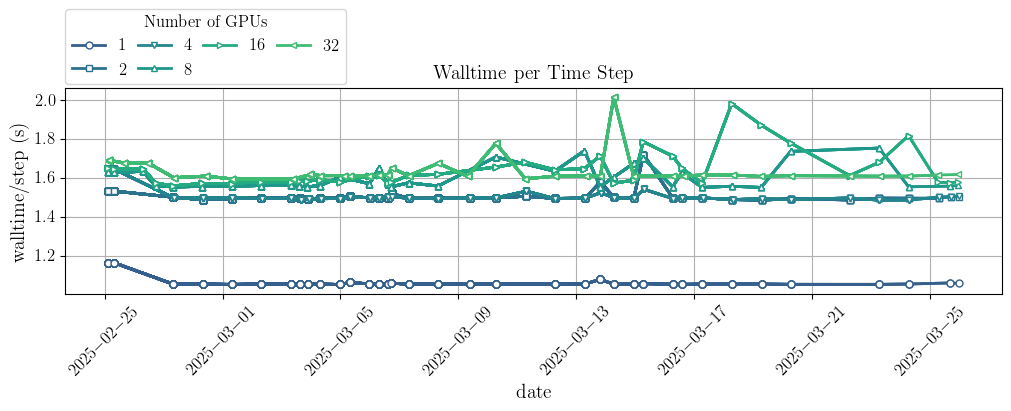 Number of GPUs
1 4 16 32
2 8
Walltime per Time Step
walltime/step (s)
2.0
1.8
1.6
1.4
1.2
2025−02−25 2025−03−01 2025−03−05 2025−03−09 2025−03−13 2025−03−17 2025−03−21 2025−03−25
date